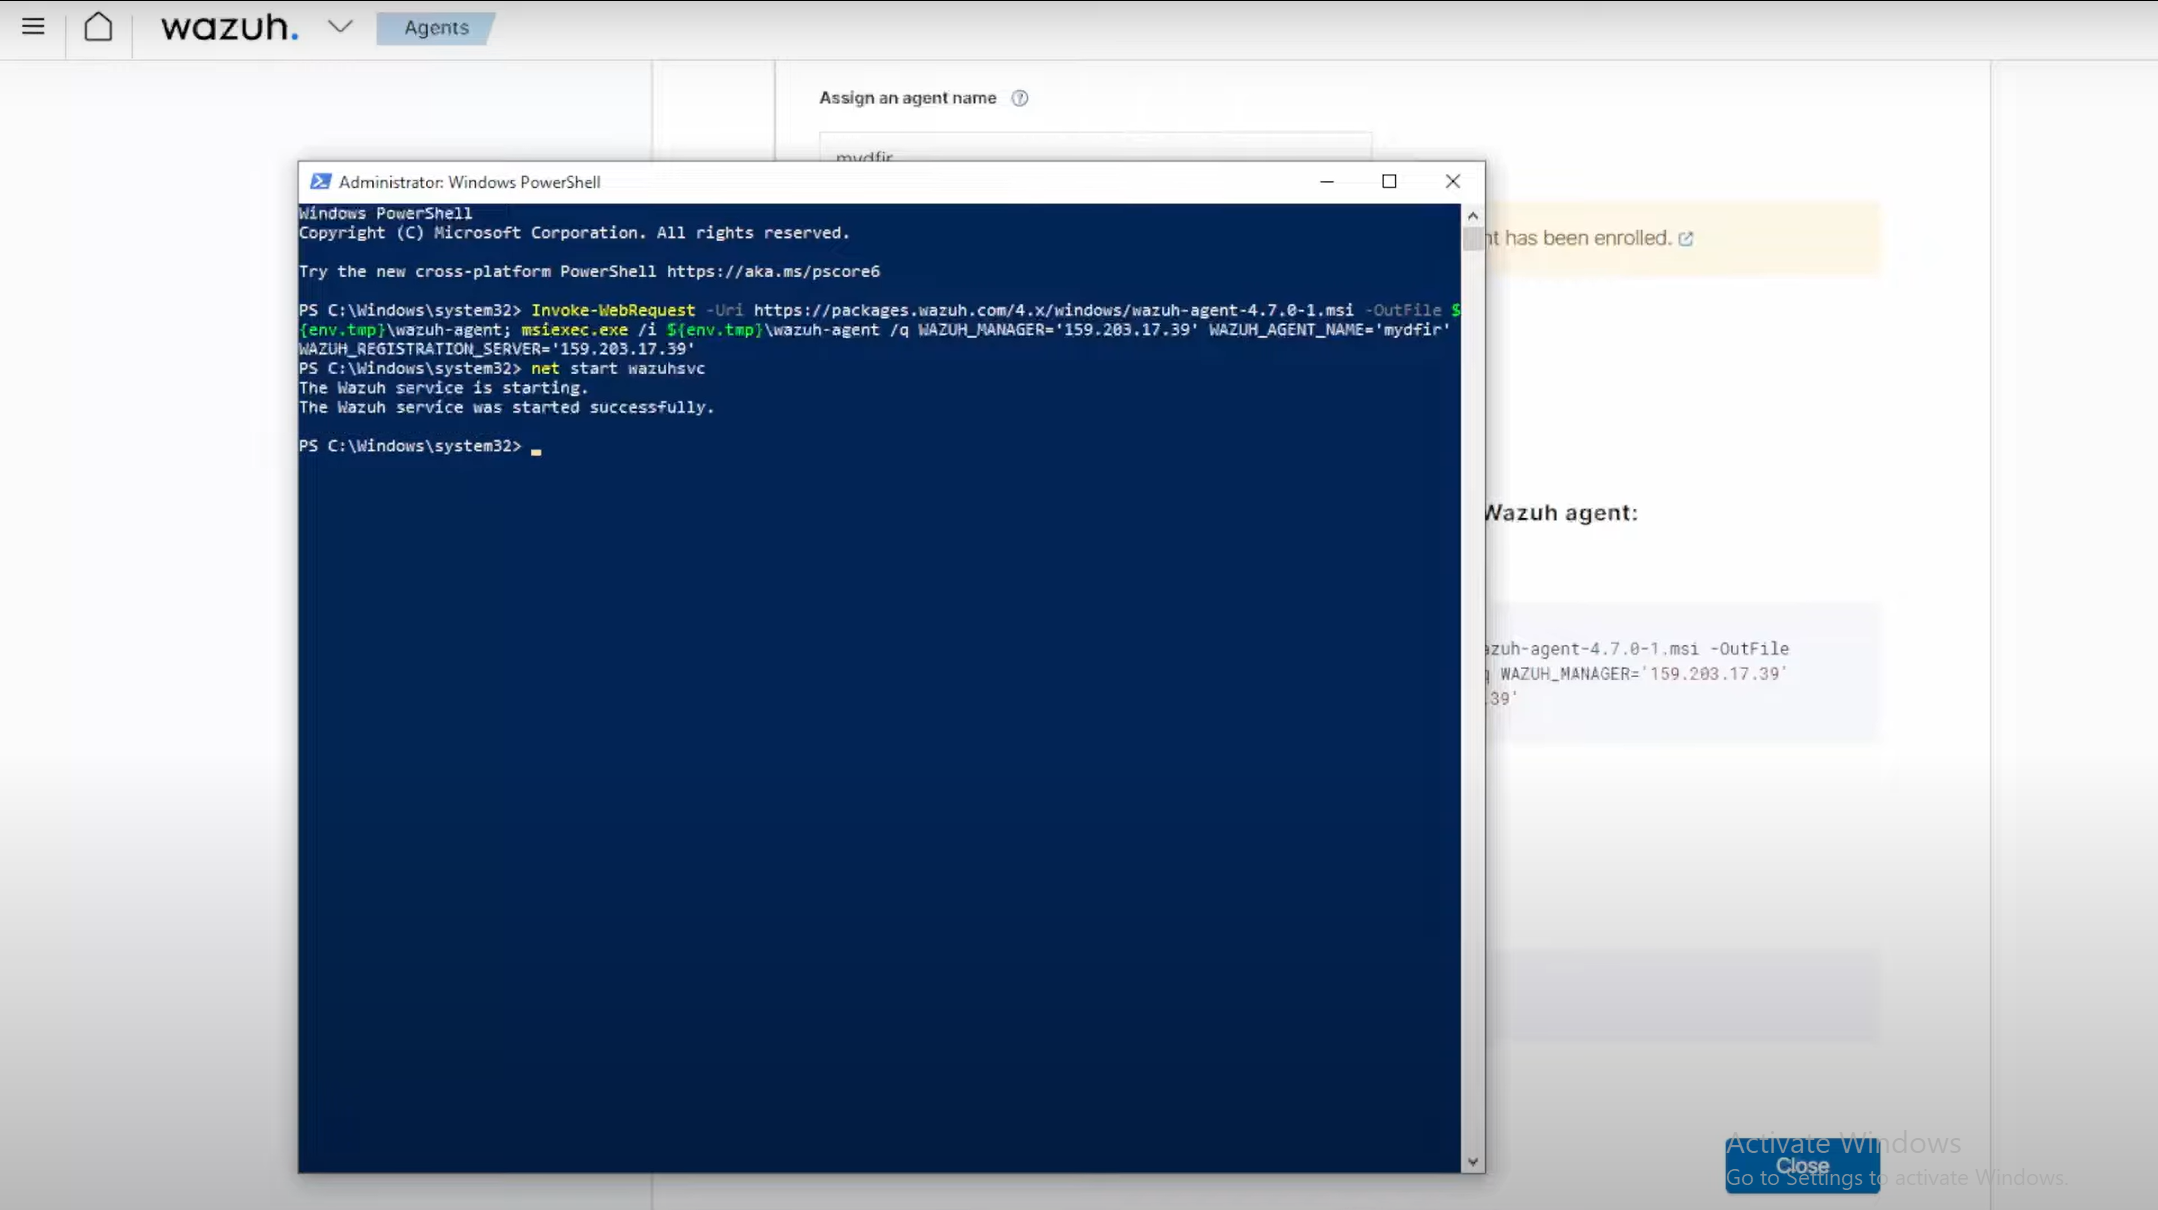 wazuh.
Agents
Assign an agent name
mydfir
Administrator: Windows PowerShell
Windows PowerShell
Copyright (C) Microsoft Corporation. All rights reserved.
Try the new cross-platform PowerShell https://aka.ms/pscore6
PS C:\Windows\system32> Invoke-WebRequest -Uri https://packages.wazuh.com/4.x/windows/wazuh-agent-4.7.0-1.msi -OutFile $
{env.tmp}\wazuh-agent; msiexec.exe /i ${env.tmp}\wazuh-agent /q WAZUH_MANAGER='159.203.17.39' WAZUH_AGENT_NAME='mydfir'
WAZUH_REGISTRATION_SERVER='159.203.17.39'
PS C:\Windows\system32> net start wazuhsvc
The Wazuh service is starting.
The Wazuh service was started successfully.
PS C:\Windows\system32>
nt has been enrolled.
Wazuh agent:
azuh-agent-4.7.0-1.msi -OutFile
q WAZUH_MANAGER='159.203.17.39'
.39'
Close
Activate Windows
Go to Settings to activate Windows.